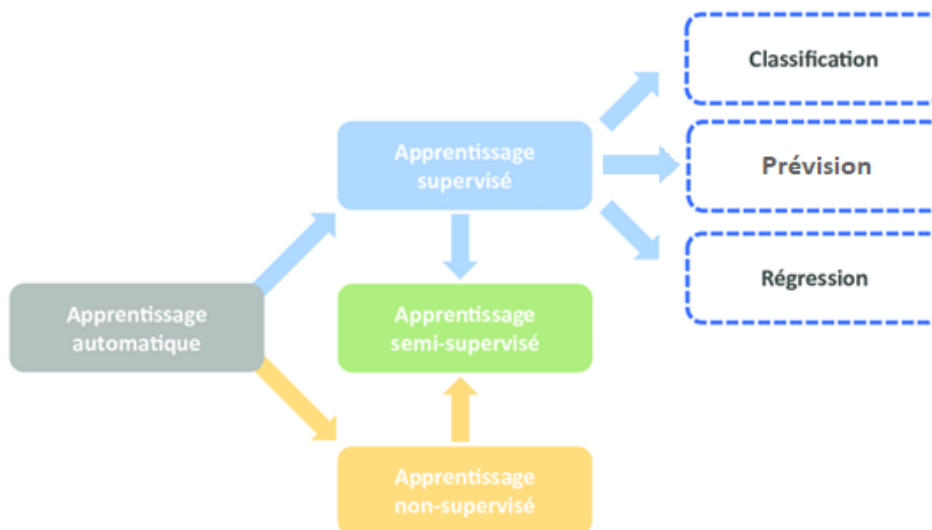 Classification
Apprentissage
supervisé
Prévision
Régression
Apprentissage
automatique
Apprentissage
semi-supervisé
Apprentissage
non-supervisé